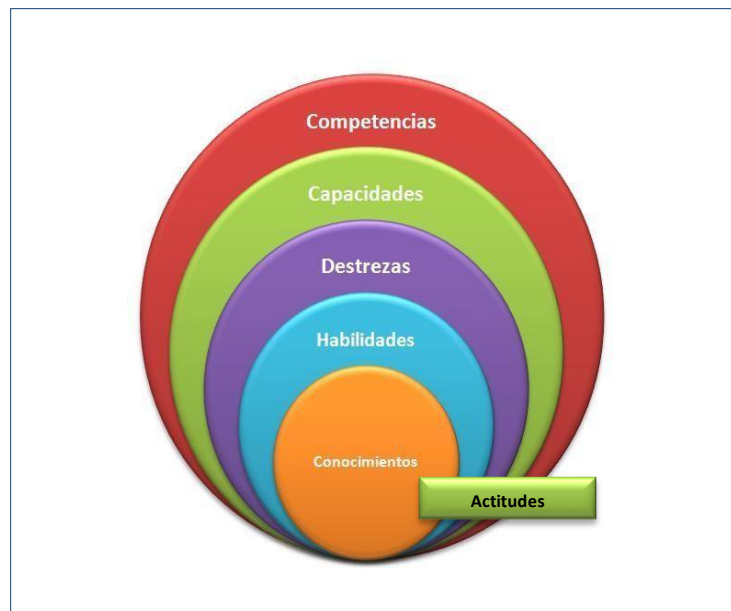 Competencias
Capacidades
Destrezas
Habilidades
Conocimientos
Actitudes